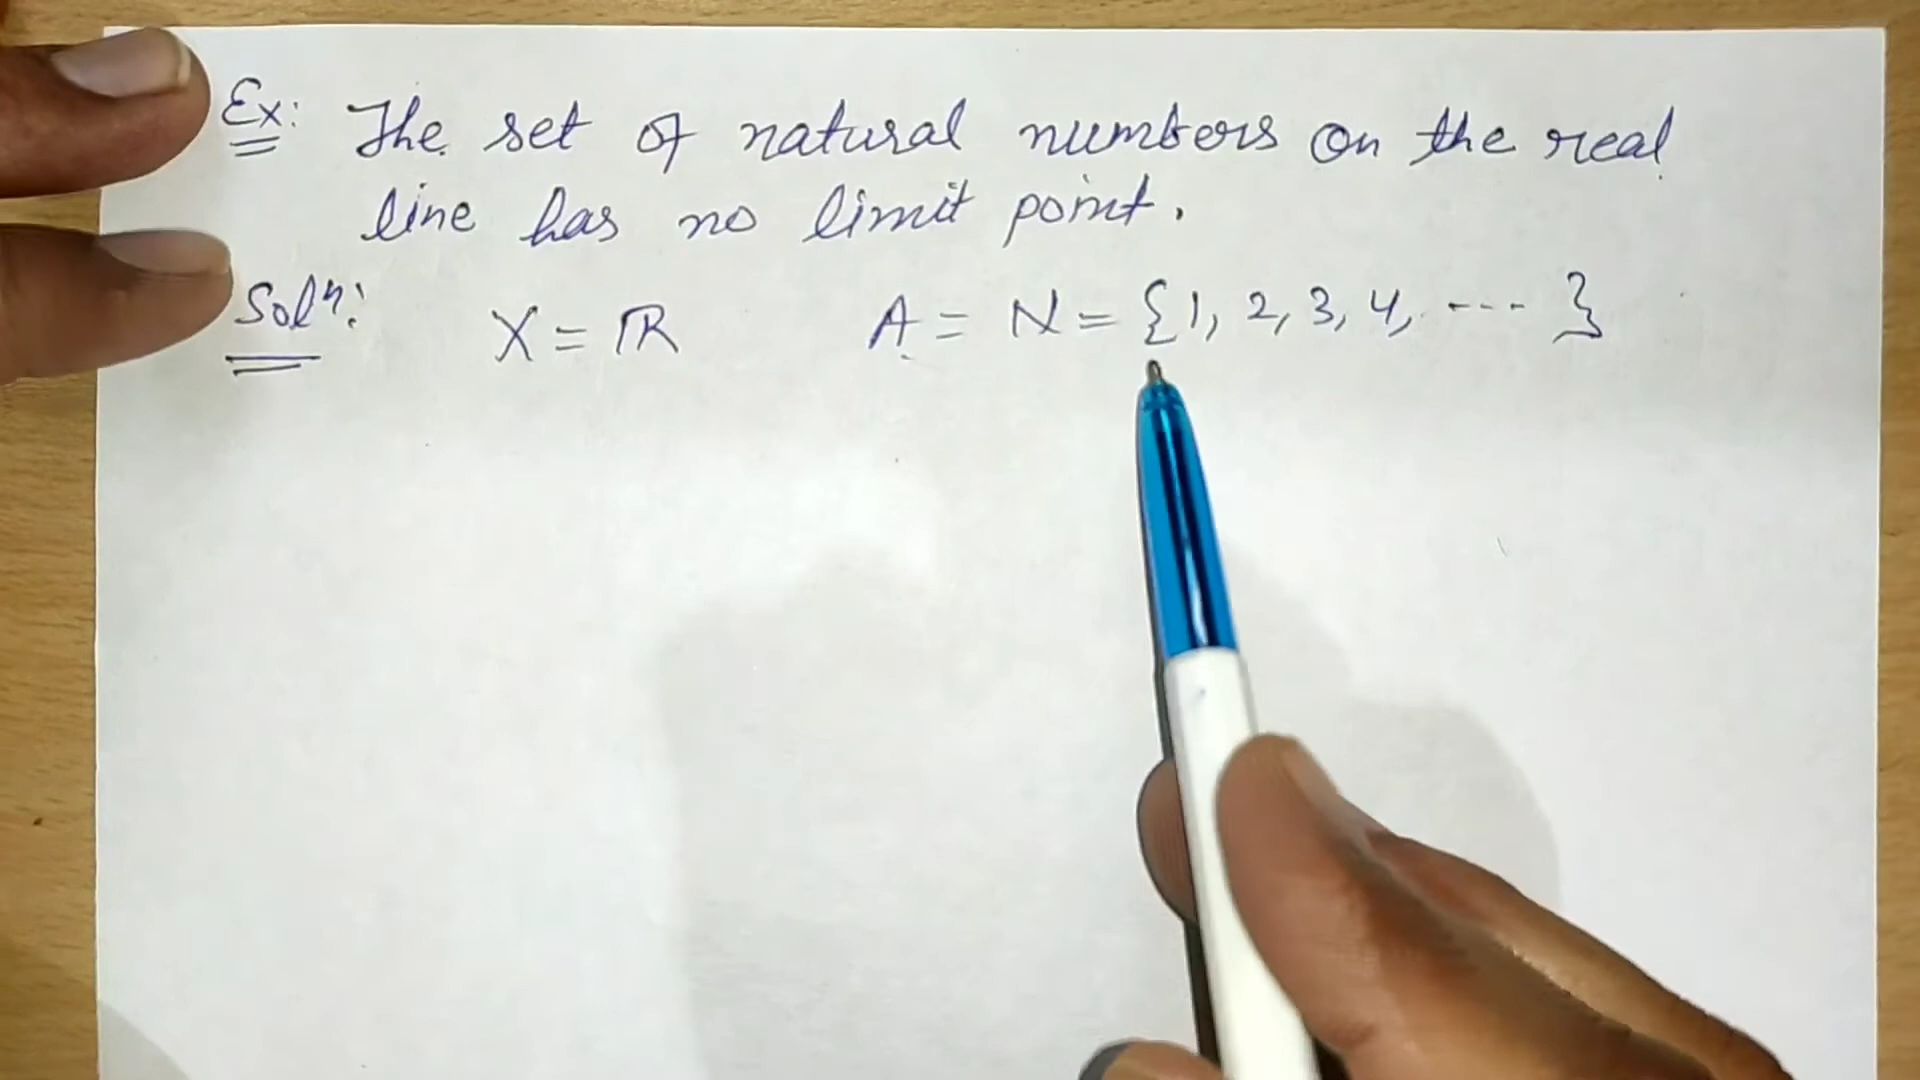 Ex: The set of natural numbers on the real
line has no limit point.
Solⁿ: X = ℝ A = N = {1, 2, 3, 4, ---- }